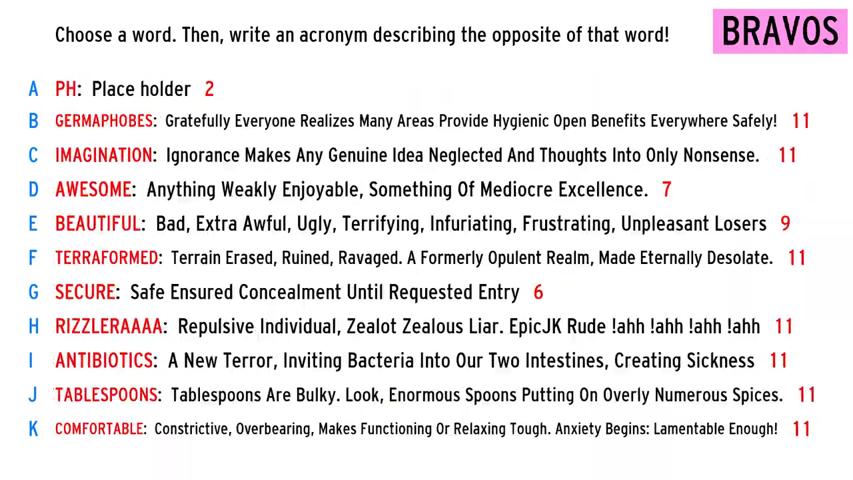 Choose a word. Then, write an acronym describing the opposite of that word! BRAVOS
A PH: Place holder 2
B GERMAPHOBES: Gratefully Everyone Realizes Many Areas Provide Hygienic Open Benefits Everywhere Safely! 11
C IMAGINATION: Ignorance Makes Any Genuine Idea Neglected And Thoughts Into Only Nonsense. 11
D AWESOME: Anything Weakly Enjoyable, Something Of Mediocre Excellence. 7
E BEAUTIFUL: Bad, Extra Awful, Ugly, Terrifying, Infuriating, Frustrating, Unpleasant Losers 9
F TERRAFORMED: Terrain Erased, Ruined, Ravaged. A Formerly Opulent Realm, Made Eternally Desolate. 11
G SECURE: Safe Ensured Concealment Until Requested Entry 6
H RIZZLERAAAA: Repulsive Individual, Zealot Zealous Liar. EpicJK Rude !ahh !ahh !ahh !ahh 11
I ANTIBIOTICS: A New Terror, Inviting Bacteria Into Our Two Intestines, Creating Sickness 11
J TABLESPOONS: Tablespoons Are Bulky. Look, Enormous Spoons Putting On Overly Numerous Spices. 11
K COMFORTABLE: Constrictive, Overbearing, Makes Functioning Or Relaxing Tough. Anxiety Begins: Lamentable Enough! 11